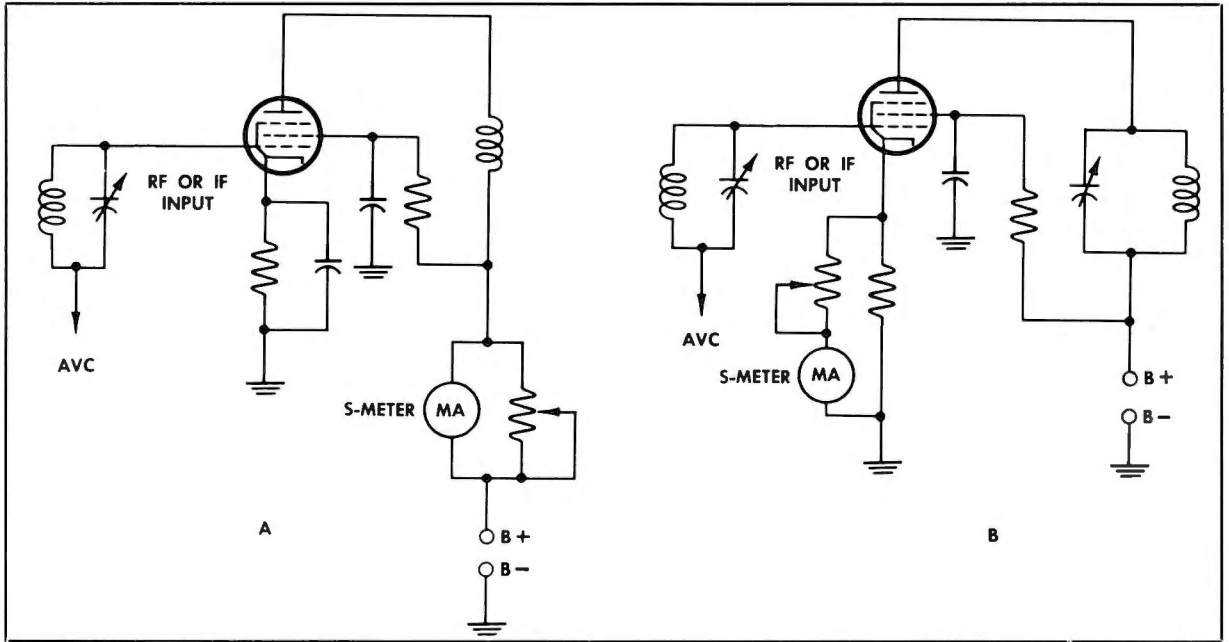 RF OR IF
INPUT
AVC
S-METER
MA
B+
B-
A
RF OR IF
INPUT
AVC
S-METER
MA
B+
B-
B